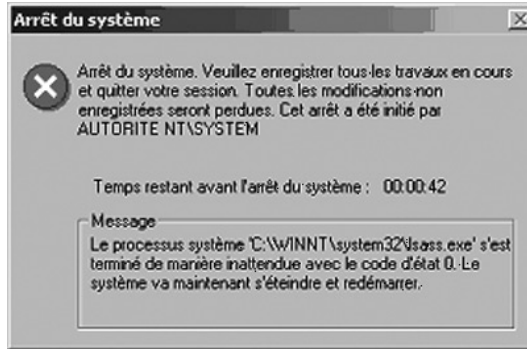 Arrêt du système
Arrêt du système. Veuillez enregistrer tous les travaux en cours
et quitter votre session. Toutes les modifications non
enregistrées seront perdues. Cet arrêt a été initié par
AUTORITE NT\SYSTEM
Temps restant avant l'arrêt du système : 00:00:42
Message
Le processus système 'C:\WINNT\system32\lsass.exe' s'est
terminé de manière inattendue avec le code d'état 0. Le
système va maintenant s'éteindre et redémarrer.